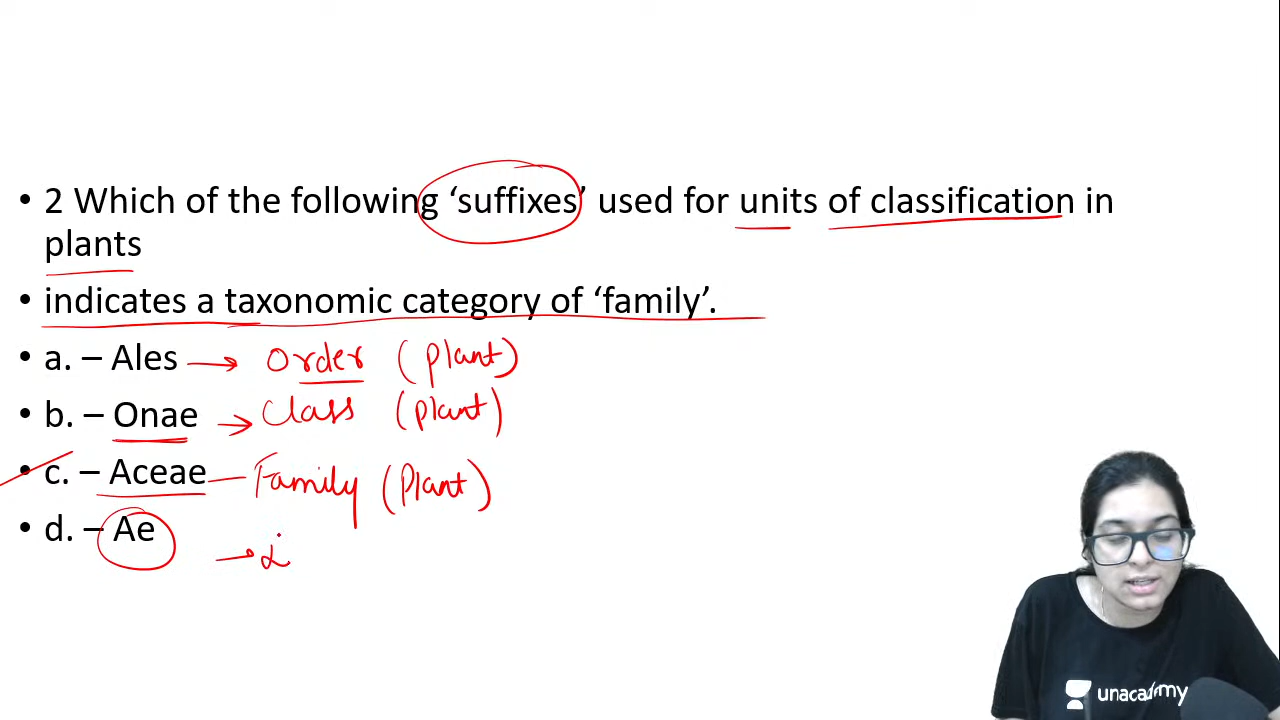 • 2 Which of the following ‘suffixes’ used for units of classification in
plants
• indicates a taxonomic category of ‘family’.
• a. – Ales → Order (plant)
• b. – Onae → Class (plant)
• c. – Aceae – Family (Plant)
• d. – Ae →
unacademy